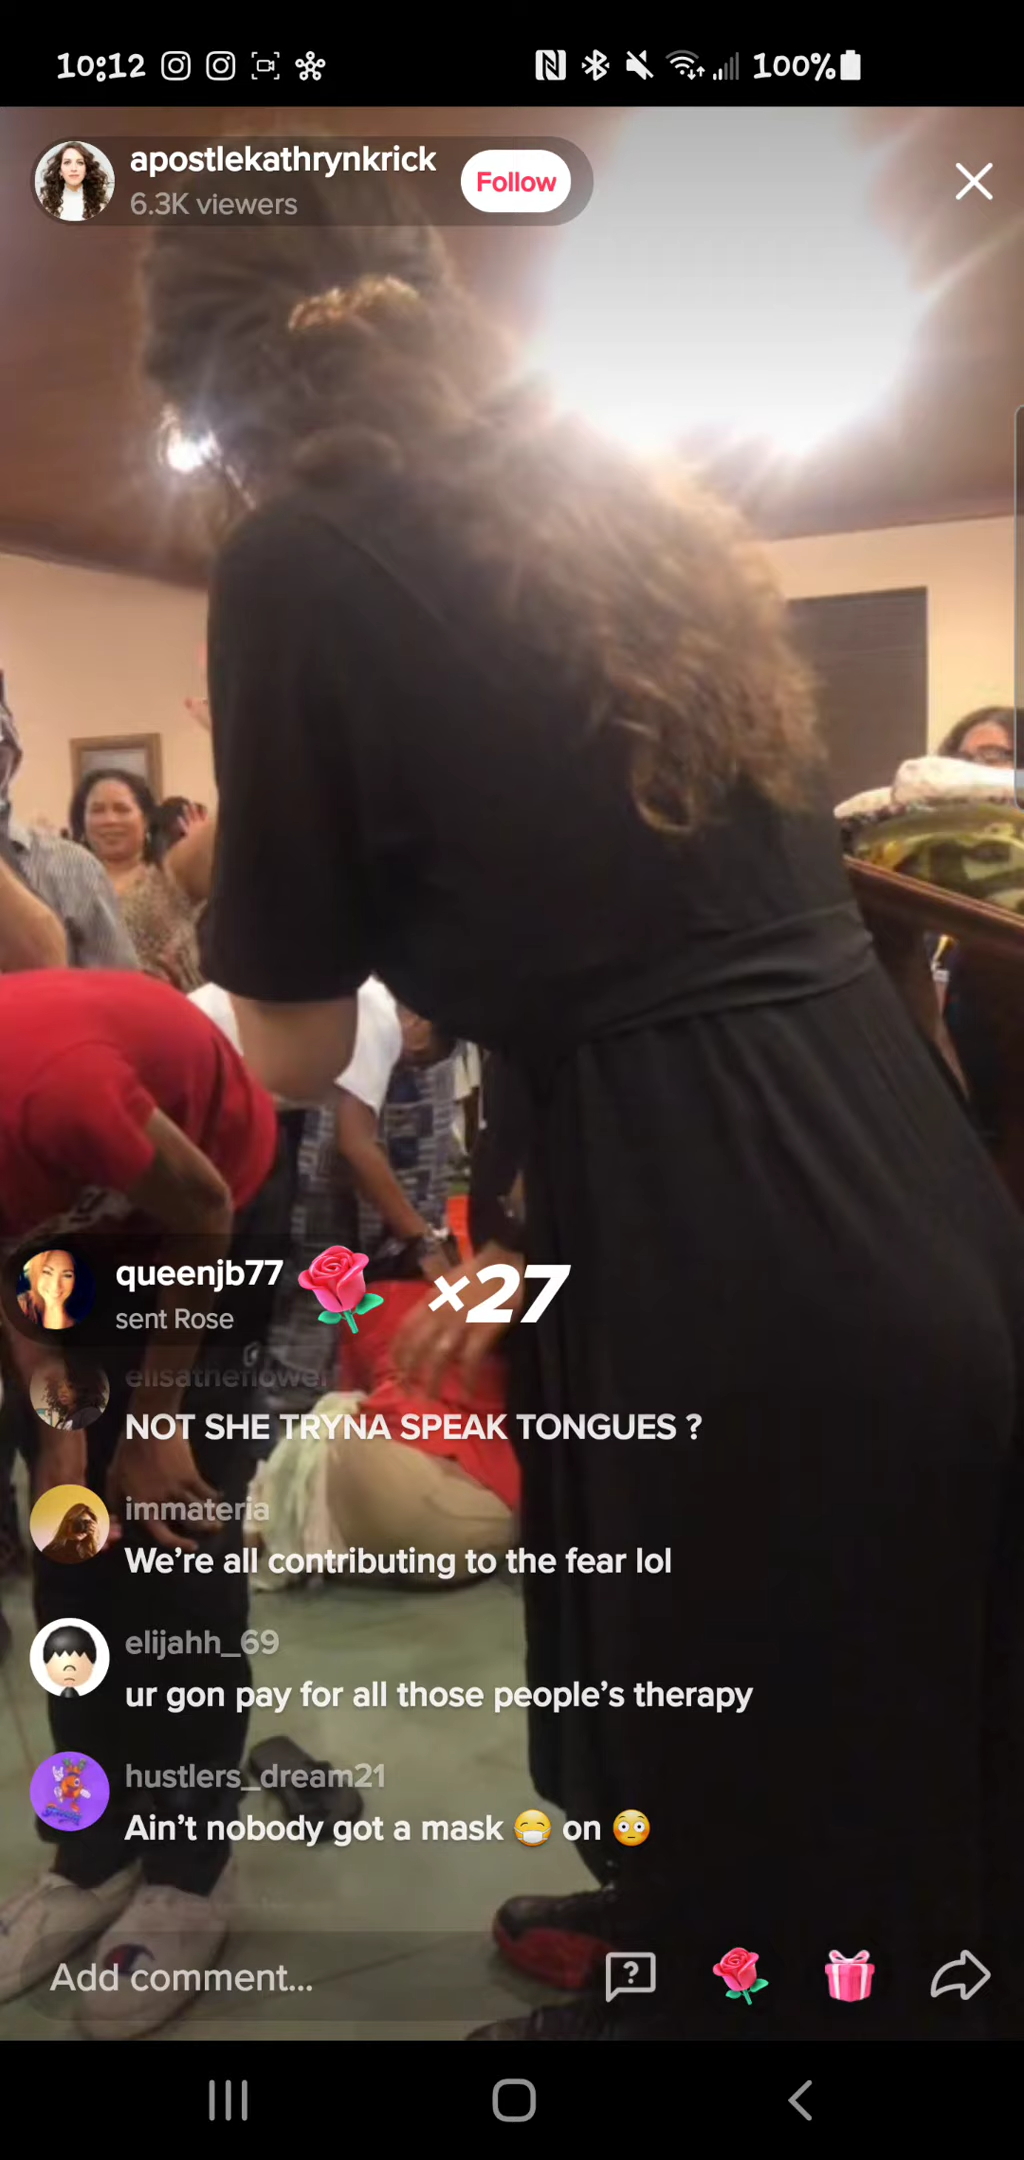 10:12
100%
apostlekathrynkrick
6.3K viewers
Follow
queenjb77
sent Rose
×27
elisatheflower
NOT SHE TRYNA SPEAK TONGUES ?
immateria
We're all contributing to the fear lol
elijahh_69
ur gon pay for all those people's therapy
hustlers_dream21
Ain't nobody got a mask 😷 on 😳
Add comment...